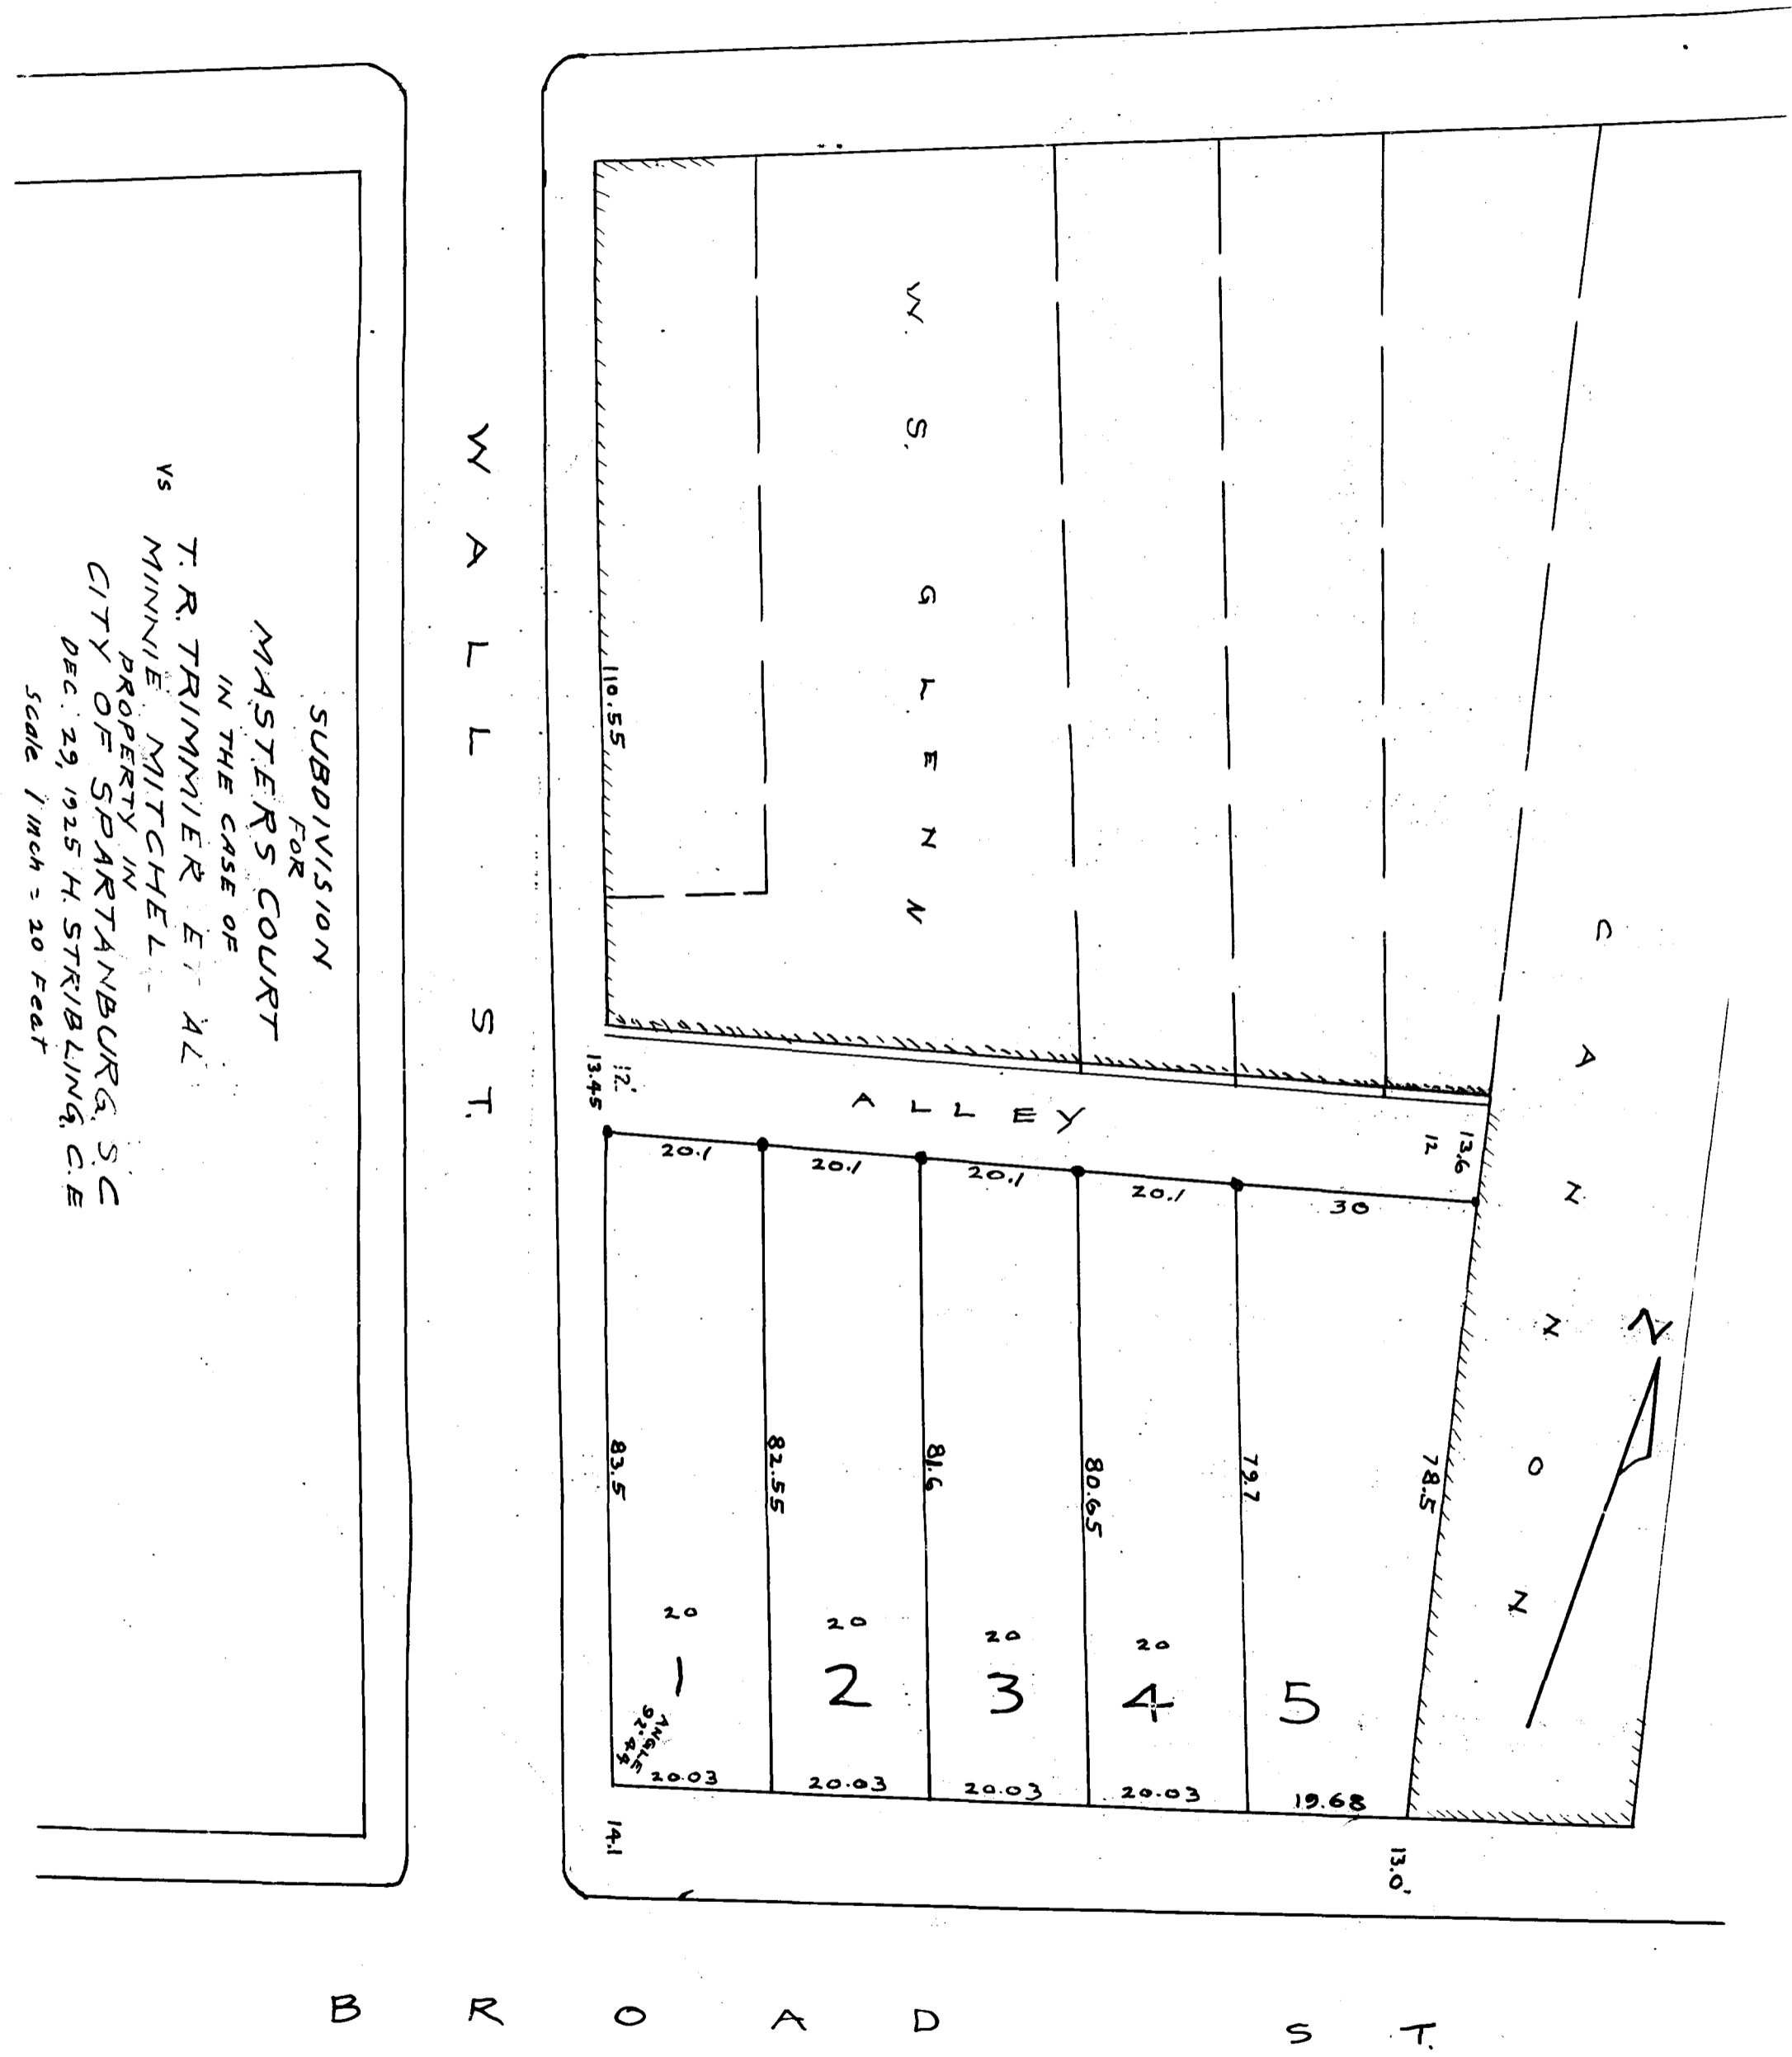 SUBDIVISION
FOR
MASTERS COURT
IN THE CASE OF
T.R. TRIMMIER ET AL
vs MINNIE MITCHEL
PROPERTY IN
CITY OF SPARTANBURG, S.C
DEC. 29, 1925 H. STRIBLING, C.E
Scale 1 inch = 20 Feet
WALL ST.
W. S. GLENN
110.55
CANNON
N
12'
13.45
ALLEY
12
13.6
20.1
20.1
20.1
20.1
30
83.5
82.55
81.6
80.65
79.7
78.5
20
20
20
20
1
2
3
4
5
ANGLE
92°44
20.03
20.03
20.03
20.03
19.68
14.1
13.0'
BROAD ST.